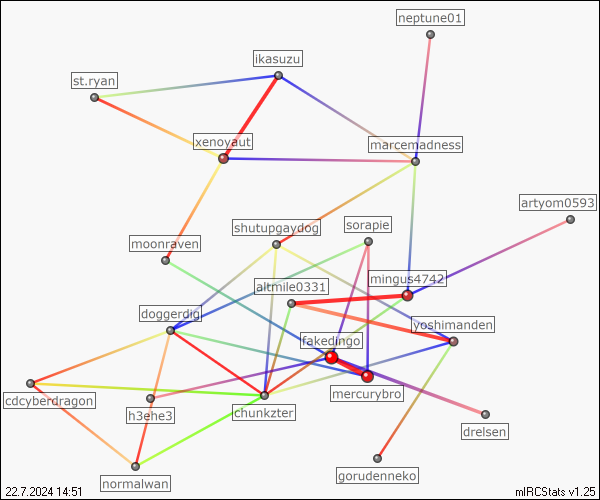 neptune01
ikasuzu
st.ryan
xenoyaut
marcemadness
artyom0593
shutupgaydog
sorapie
moonraven
mingus4742
altmile0331
doggerdig
yoshimanden
fakedingo
mercurybro
cdcyberdragon
h3ehe3
chunkzter
drelsen
gorudenneko
normalwan
22.7.2024 14:51
mIRCStats v1.25